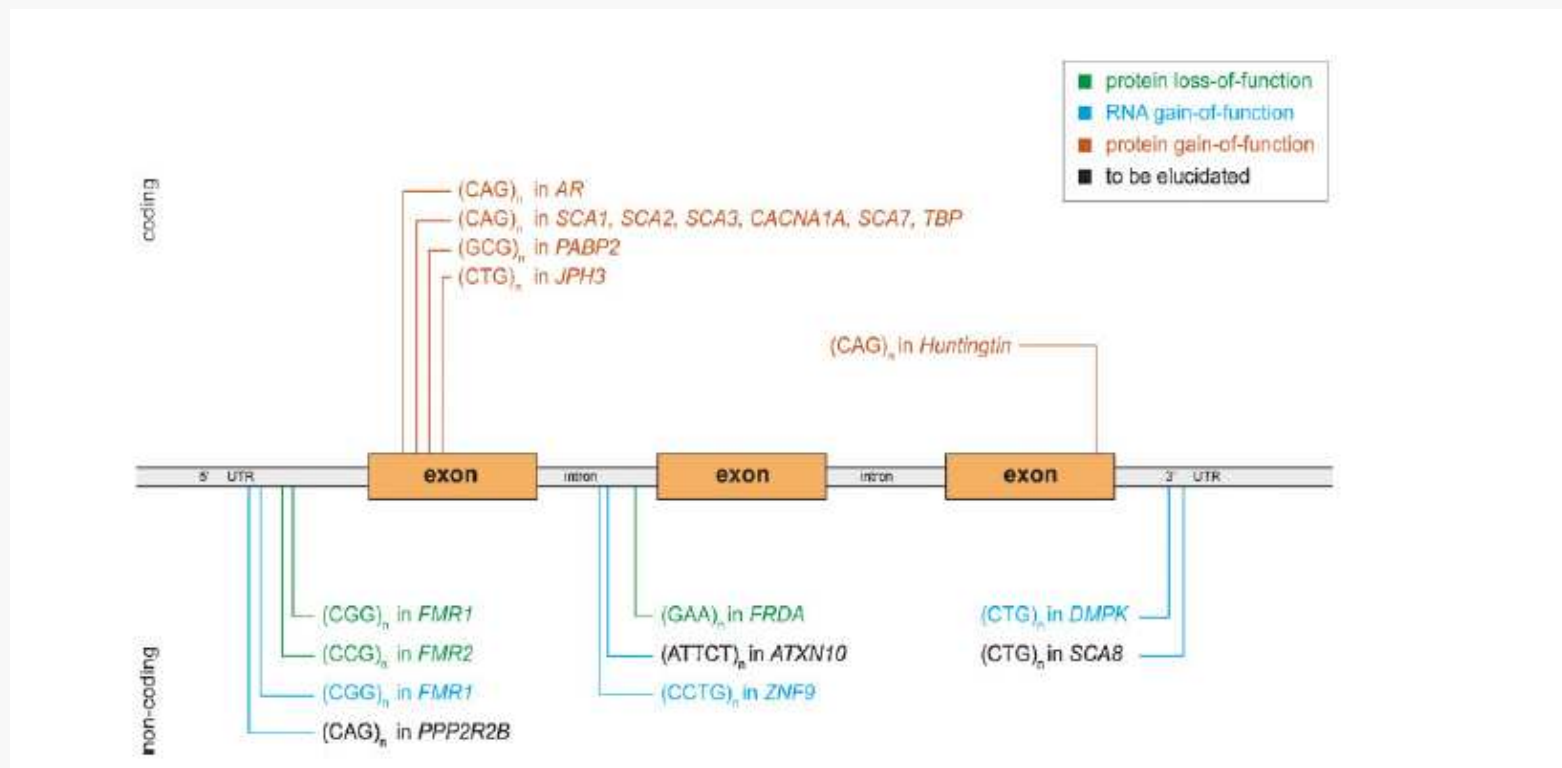 protein loss-of-function
RNA gain-of-function
protein gain-of-function
to be elucidated
coding
(CAG)n in AR
(CAG)n in SCA1, SCA2, SCA3, CACNA1A, SCA7, TBP
(GCG)n in PABP2
(CTG)n in JPH3
(CAG)n in Huntingtin
5' UTR
exon
intron
exon
intron
exon
3' UTR
non-coding
(CGG)n in FMR1
(CCG)n in FMR2
(CGG)n in FMR1
(CAG)n in PPP2R2B
(GAA)n in FRDA
(ATTCT)n in ATXN10
(CCTG)n in ZNF9
(CTG)n in DMPK
(CTG)n in SCA8